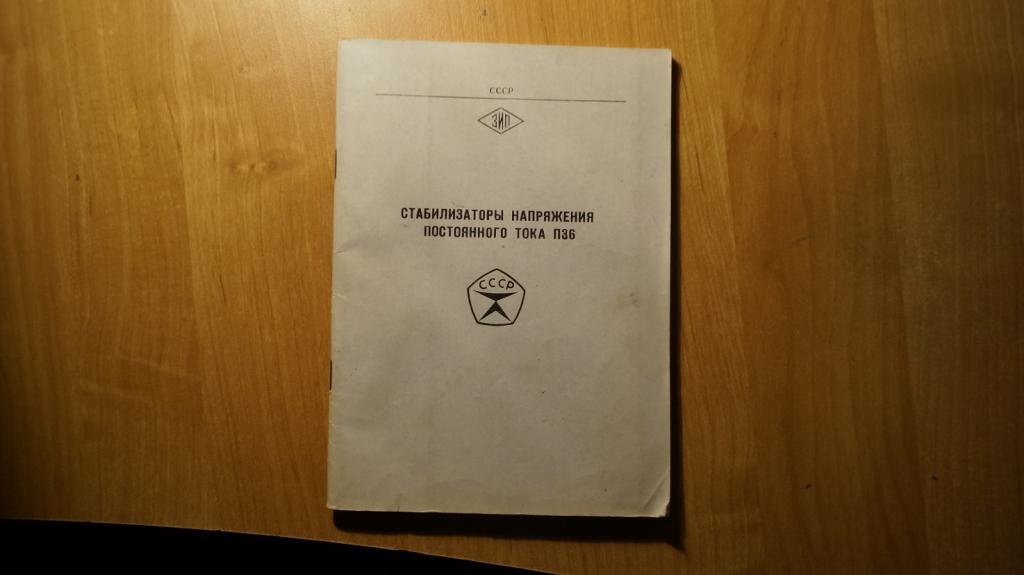 СССР
ЗИП
СТАБИЛИЗАТОРЫ НАПРЯЖЕНИЯ
ПОСТОЯННОГО ТОКА П36
СССР